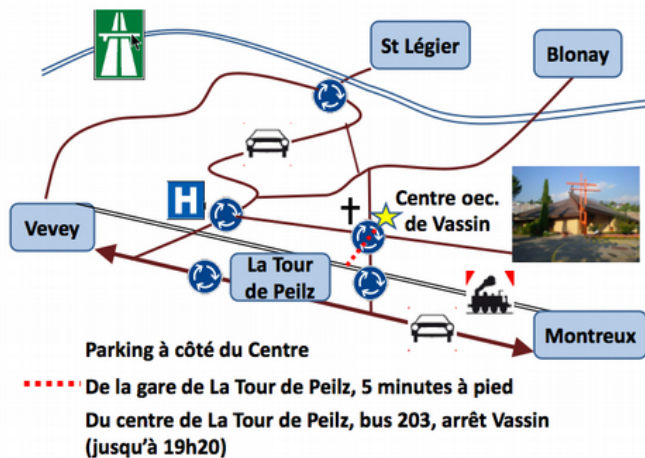 St Légier
Blonay
H
Centre oec.
de Vassin
Vevey
La Tour
de Peilz
Montreux
Parking à côté du Centre
De la gare de La Tour de Peilz, 5 minutes à pied
Du centre de La Tour de Peilz, bus 203, arrêt Vassin
(jusqu'à 19h20)